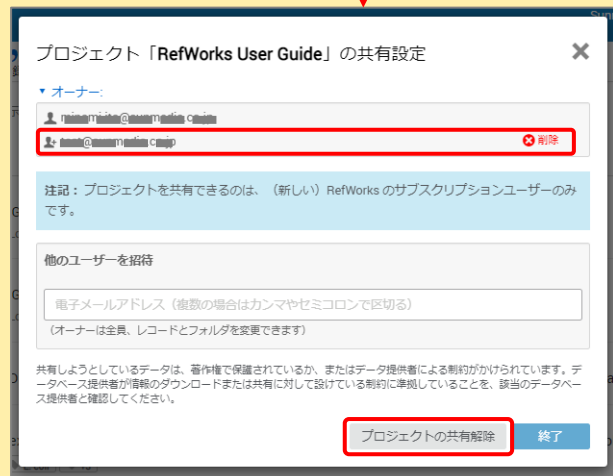 プロジェクト「RefWorks User Guide」の共有設定
オーナー:
削除
注記： プロジェクトを共有できるのは、（新しい）RefWorks のサブスクリプションユーザーのみ
です。
他のユーザーを招待
電子メールアドレス（複数の場合はカンマやセミコロンで区切る）
（オーナーは全員、レコードとフォルダを変更できます）
共有しようとしているデータは、著作権で保護されているか、またはデータ提供者による制約がかけられています。デ
ータベース提供者が情報のダウンロードまたは共有に対して設けている制約に準拠していることを、該当のデータベー
ス提供者と確認してください。
プロジェクトの共有解除
終了